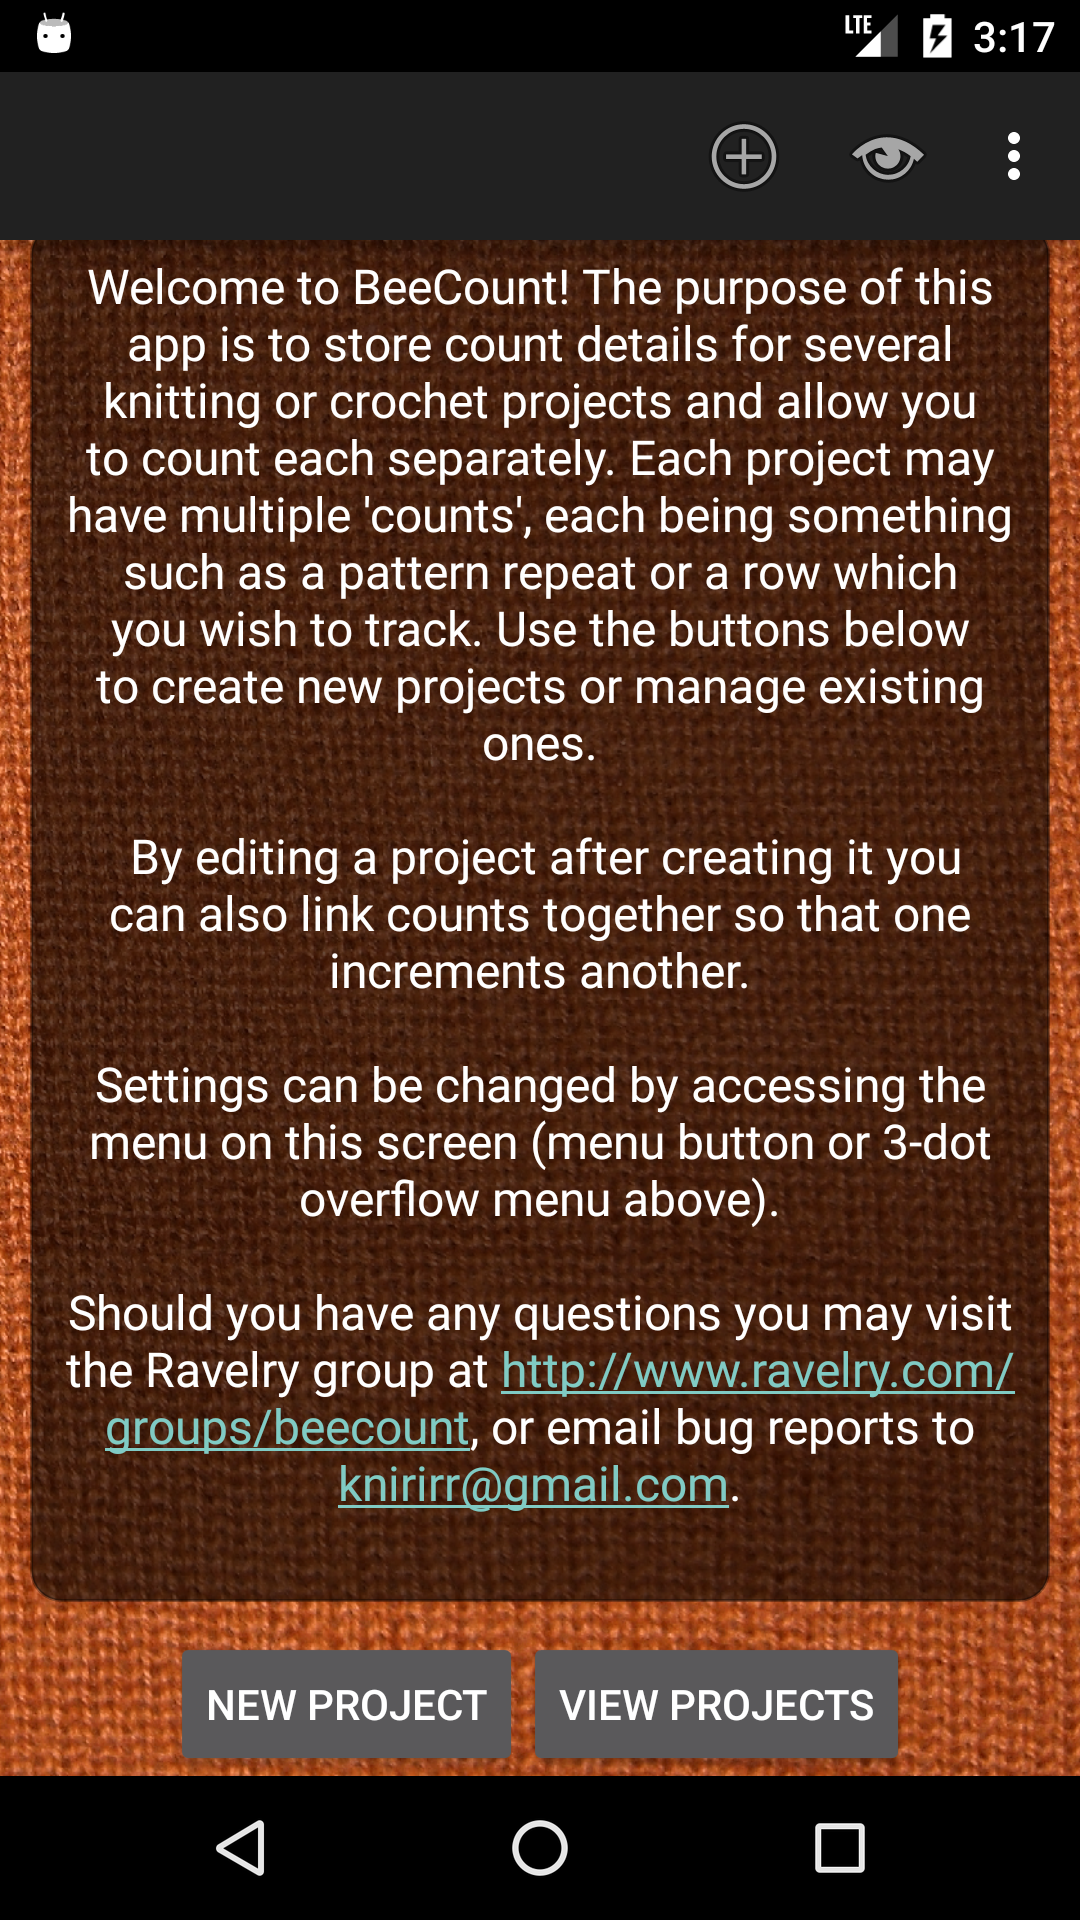 LTE 3:17
Welcome to BeeCount! The purpose of this
app is to store count details for several
knitting or crochet projects and allow you
to count each separately. Each project may
have multiple 'counts', each being something
such as a pattern repeat or a row which
you wish to track. Use the buttons below
to create new projects or manage existing
ones.
By editing a project after creating it you
can also link counts together so that one
increments another.
Settings can be changed by accessing the
menu on this screen (menu button or 3-dot
overflow menu above).
Should you have any questions you may visit
the Ravelry group at http://www.ravelry.com/
groups/beecount, or email bug reports to
knirirr@gmail.com.
NEW PROJECT VIEW PROJECTS